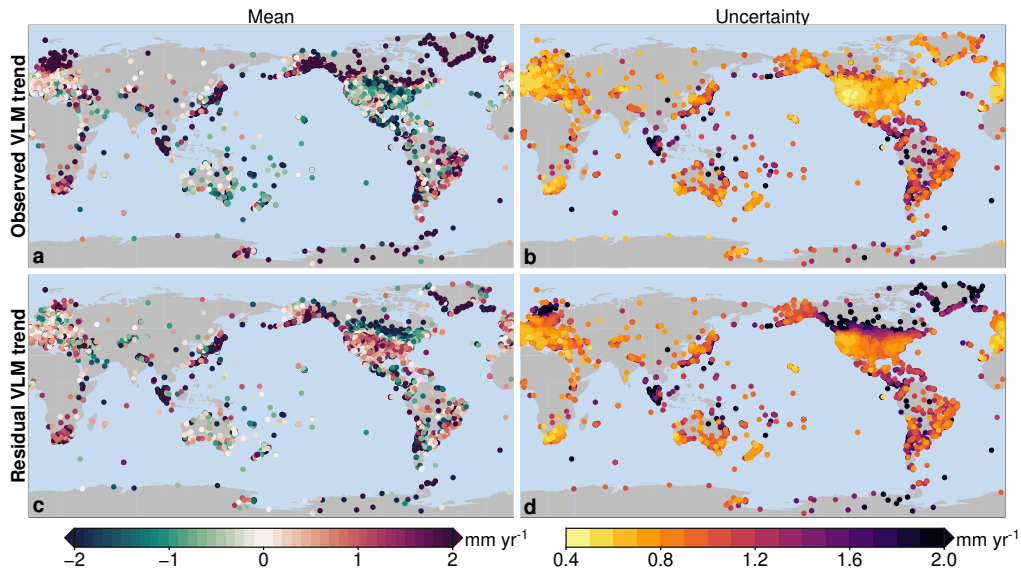 Mean
Uncertainty
Observed VLM trend
a
b
Residual VLM trend
c
d
−2
−1
0
1
2
mm yr-1
0.4
0.8
1.2
1.6
2.0
mm yr-1